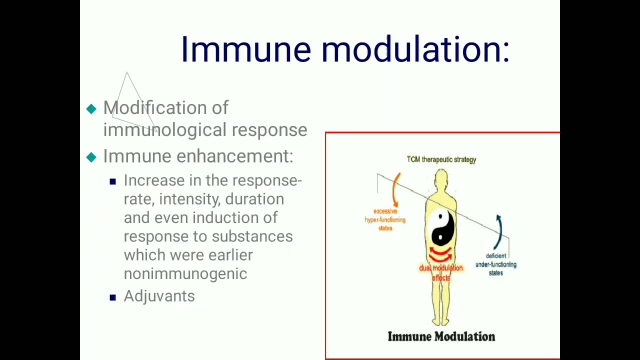 Immune modulation:
Modification of
immunological response
Immune enhancement:
Increase in the response-
rate, intensity, duration
and even induction of
response to substances
which were earlier
nonimmunogenic
Adjuvants
TCM therapeutic strategy
excessive
hyper-functioning
states
deficient
under-functioning
states
dual modulation
effects
Immune Modulation